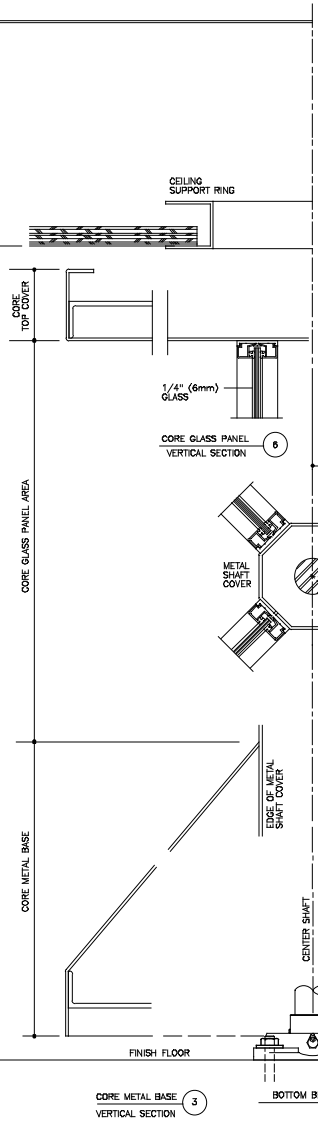 CEILING
SUPPORT RING
CORE
TOP COVER
1/4" (6mm)
GLASS
CORE GLASS PANEL
VERTICAL SECTION
6
CORE GLASS PANEL AREA
METAL
SHAFT
COVER
EDGE OF METAL
SHAFT COVER
CORE METAL BASE
CENTER SHAFT
FINISH FLOOR
CORE METAL BASE
VERTICAL SECTION
3
BOTTOM